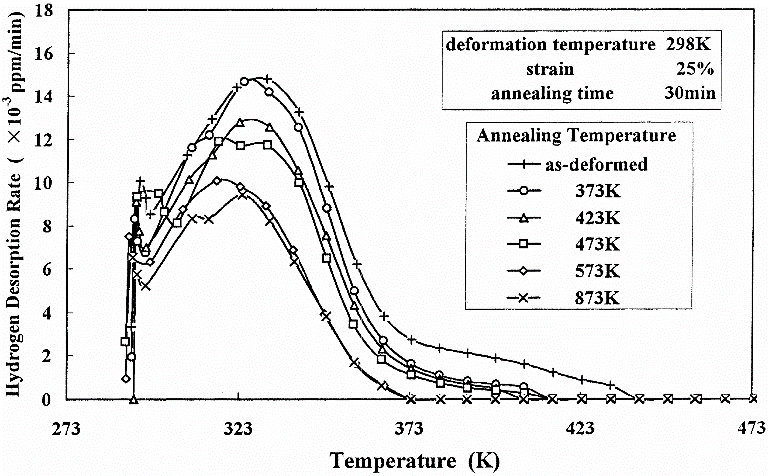 18
16
14
12
10
8
6
4
2
0
Hydrogen Desorption Rate ( ×10⁻³ ppm/min)
deformation temperature 298K
strain 25%
annealing time 30min
Annealing Temperature
as-deformed
373K
423K
473K
573K
873K
273 323 373 423 473
Temperature (K)